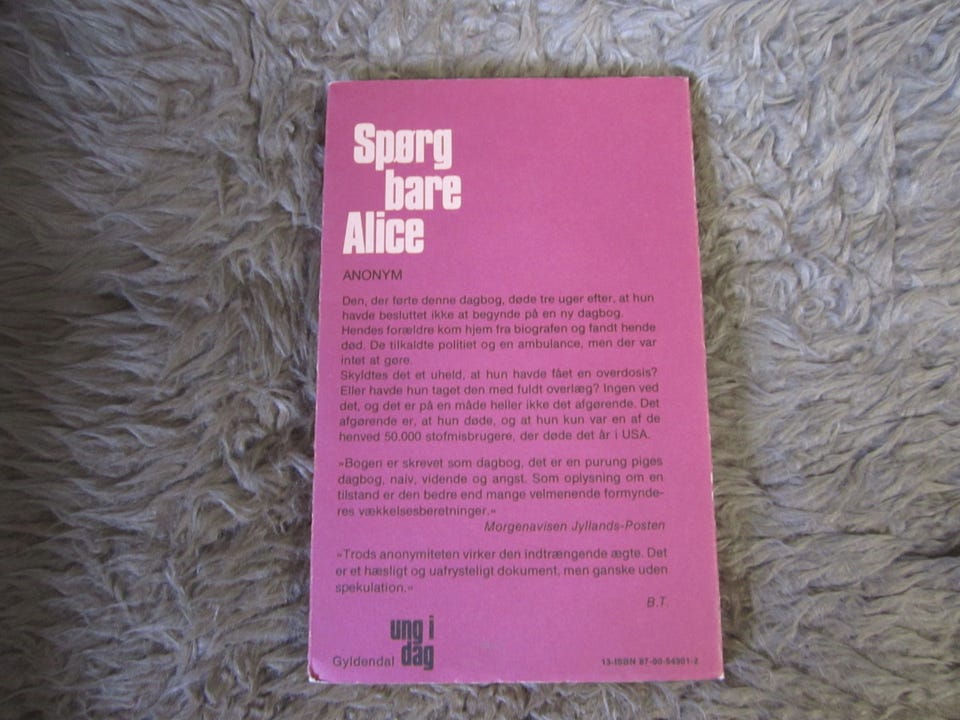 Spørg
bare
Alice
ANONYM
Den, der førte denne dagbog, døde tre uger efter, at hun
havde besluttet ikke at begynde på en ny dagbog.
Hendes forældre kom hjem fra biografen og fandt hende
død. De tilkaldte politiet og en ambulance, men der var
intet at gøre.
Skyldtes det et uheld, at hun havde fået en overdosis?
Eller havde hun taget den med fuldt overlæg? Ingen ved
det, og det er på en måde heller ikke det afgørende. Det
afgørende er, at hun døde, og at hun kun var en af de
henved 50.000 stofmisbrugere, der døde det år i USA.
»Bogen er skrevet som dagbog, det er en purung piges
dagbog, naiv, vidende og angst. Som oplysning om en
tilstand er den bedre end mange velmenende formynde-
res vækkelsesberetninger.«
Morgenavisen Jyllands-Posten
»Trods anonymiteten virker den indtrængende ægte. Det
er et hæsligt og uafrysteligt dokument, men ganske uden
spekulation.«
B.T.
ung i
dag
Gyldendal
13-ISBN 87-00-54301-2